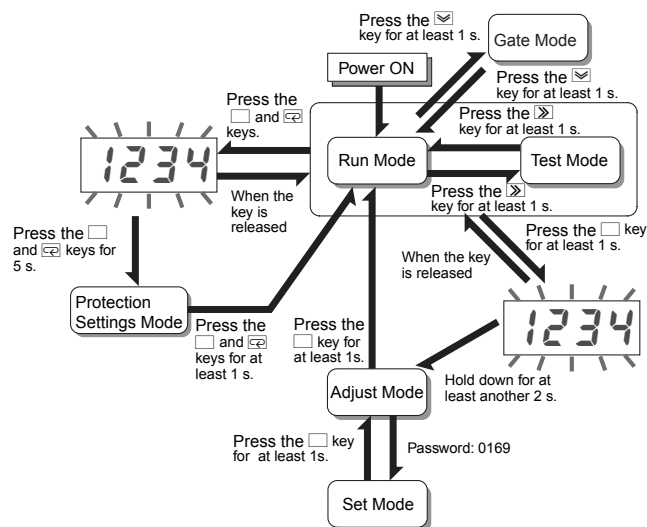 Press the
key for at least 1 s.
Gate Mode
Power ON
Press the
key for at least 1 s.
Press the
and
keys.
Press the
key for at least 1 s.
1234
Run Mode
Test Mode
When the
key is
released
Press the
key for at least 1 s.
Press the
and
keys for
5 s.
When the key
is released
Press the
key
for at least 1 s.
Protection
Settings Mode
Press the
and
keys for at
least 1 s.
Press the
key for
at least 1s.
1234
Adjust Mode
Hold down for at
least another 2 s.
Press the
key
for at least 1s.
Password: 0169
Set Mode